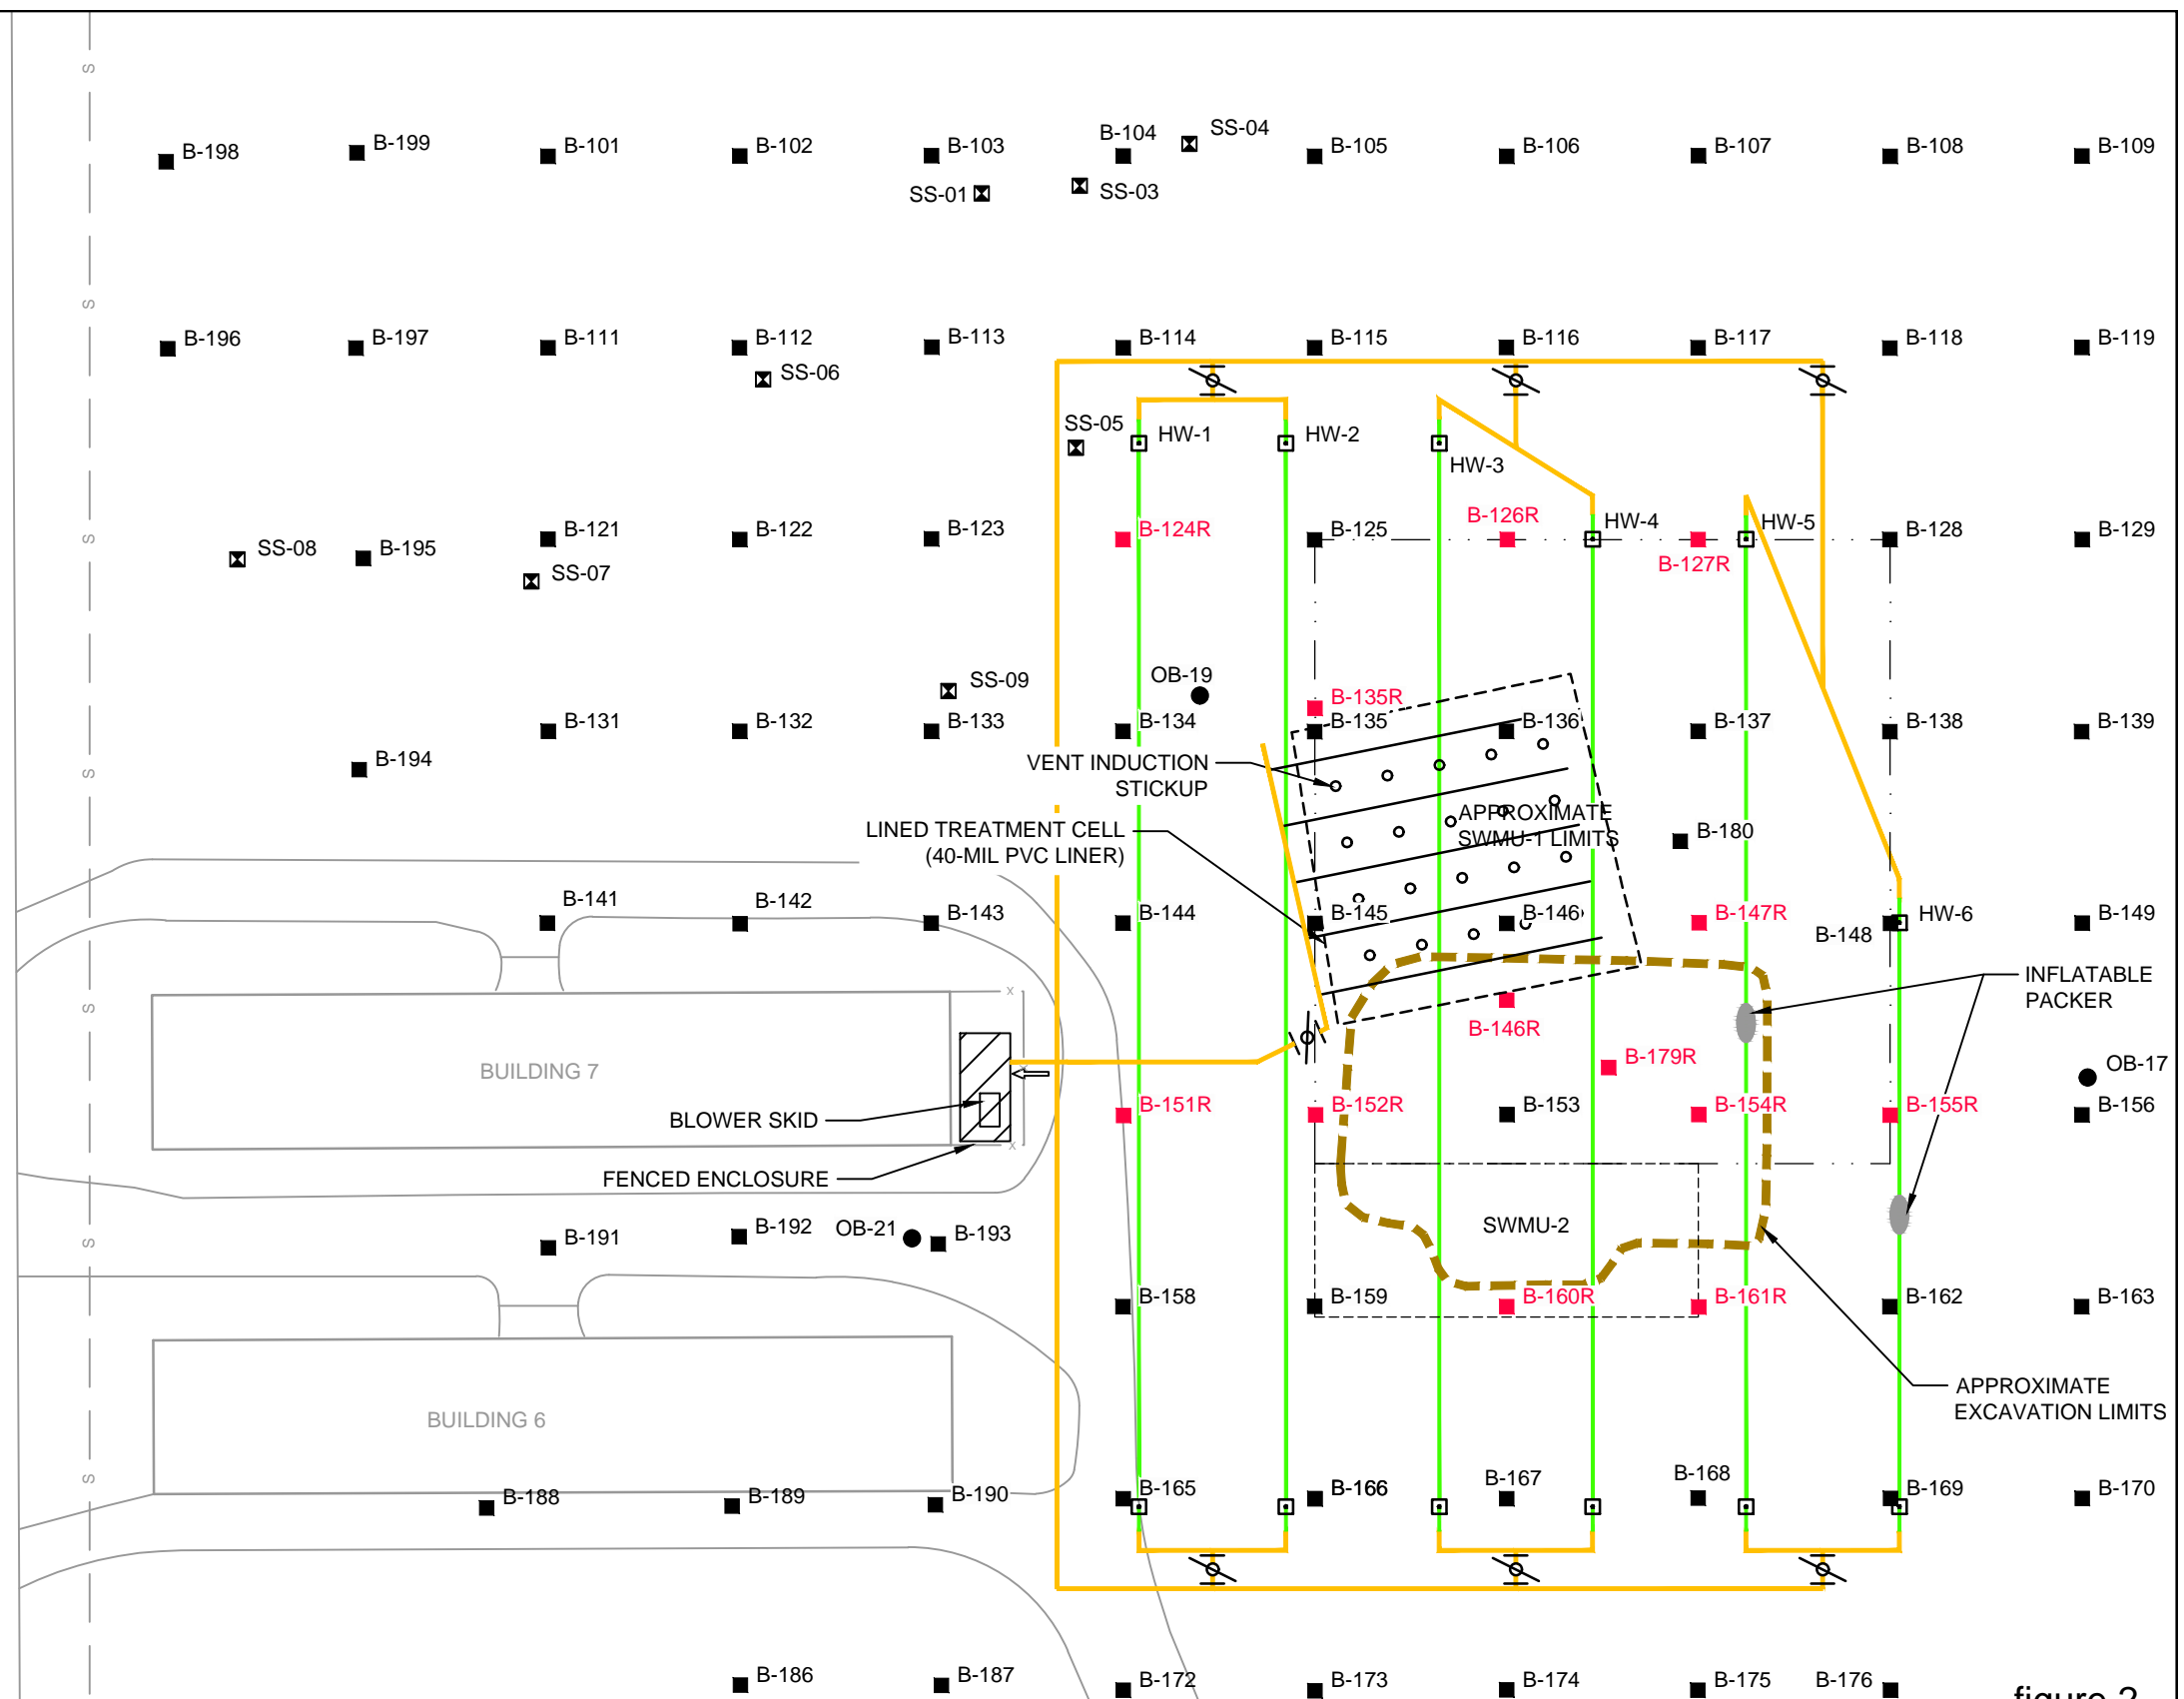 S
B-198
B-199
B-101
B-102
B-103
B-104
SS-04
B-105
B-106
B-107
B-108
B-109
SS-01
SS-03
S
B-196
B-197
B-111
B-112
B-113
B-114
B-115
B-116
B-117
B-118
B-119
SS-06
SS-05
HW-1
HW-2
HW-3
S
SS-08
B-195
B-121
B-122
B-123
B-124R
B-125
B-126R
HW-4
B-127R
HW-5
B-128
B-129
SS-07
SS-09
OB-19
B-135R
S
B-194
B-131
B-132
B-133
B-134
B-135
B-136
B-137
B-138
B-139
VENT INDUCTION
STICKUP
APPROXIMATE
SWMU-1 LIMITS
B-180
LINED TREATMENT CELL
(40-MIL PVC LINER)
B-141
B-142
B-143
B-144
B-145
B-146
B-147R
B-148
HW-6
B-149
INFLATABLE
PACKER
S
x
B-146R
BUILDING 7
B-179R
OB-17
BLOWER SKID
B-151R
B-152R
B-153
B-154R
B-155R
B-156
x
FENCED ENCLOSURE
S
B-191
B-192
OB-21
B-193
SWMU-2
B-158
B-159
B-160R
B-161R
B-162
B-163
APPROXIMATE
EXCAVATION LIMITS
BUILDING 6
S
B-188
B-189
B-190
B-165
B-166
B-167
B-168
B-169
B-170
B-186
B-187
B-172
B-173
B-174
B-175
B-176
figure 2